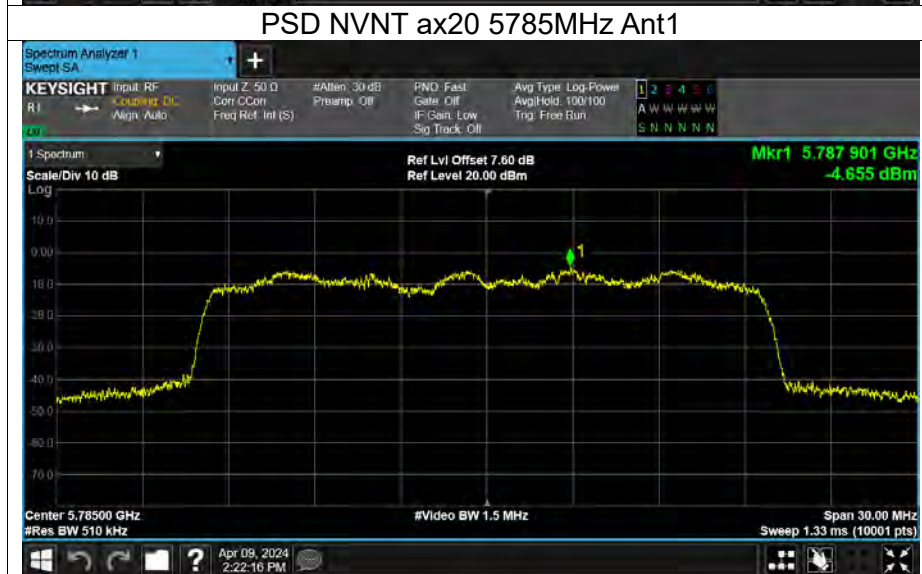 PSD NVNT ax20 5785MHz Ant1
Spectrum Analyzer 1
Swept SA
+
KEYSIGHT Input: RF Input Z: 50 Ω #Atten: 30 dB PNO: Fast Avg Type: Log-Power 1 2 3 4 5 6
Coupling: DC Corr CCorr Preamp: Off Gate: Off Avg|Hold: 100/100 A W W W W W
Align: Auto Freq Ref: Int (S) IF Gain: Low Trig: Free Run
Sig Track: Off S N N N N N
1 Spectrum Ref Lvl Offset 7.60 dB Mkr1 5.787 901 GHz
Scale/Div 10 dB Ref Level 20.00 dBm -4.655 dBm
Log
10.0
0.00
1
-10.0
-20.0
-30.0
-40.0
-50.0
-60.0
-70.0
Center 5.78500 GHz #Video BW 1.5 MHz Span 30.00 MHz
#Res BW 510 kHz Sweep 1.33 ms (10001 pts)
? Apr 09, 2024
2:22:16 PM